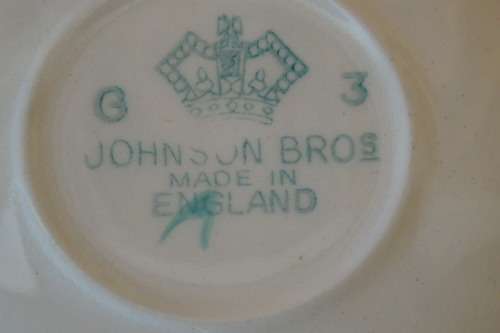 G 3
JOHNSON BROS
MADE IN
ENGLAND